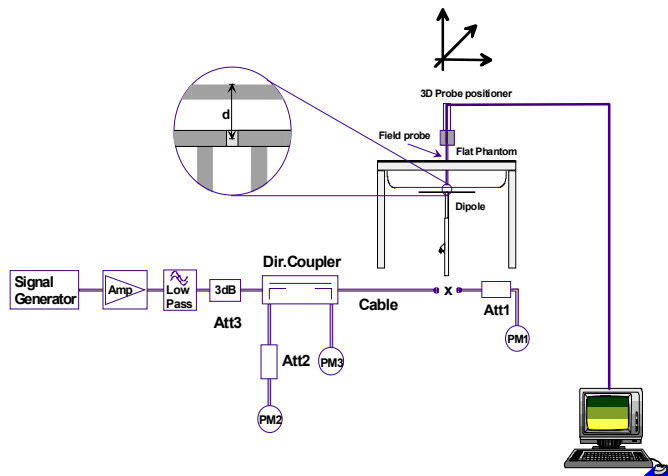 3D Probe positioner
d
Field probe
Flat Phantom
Dipole
Dir.Coupler
Signal
Generator
Amp
Low
Pass
3dB
Cable
x
Att1
Att3
PM1
Att2
PM3
PM2